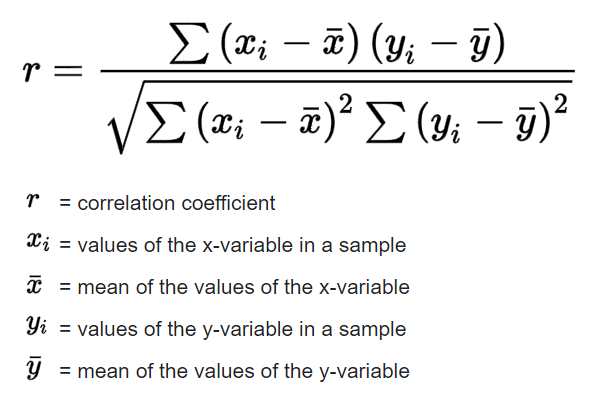 r = ∑(xᵢ − x̄)(yᵢ − ȳ) / √∑(xᵢ − x̄)² ∑(yᵢ − ȳ)²
r = correlation coefficient
xᵢ = values of the x-variable in a sample
x̄ = mean of the values of the x-variable
yᵢ = values of the y-variable in a sample
ȳ = mean of the values of the y-variable